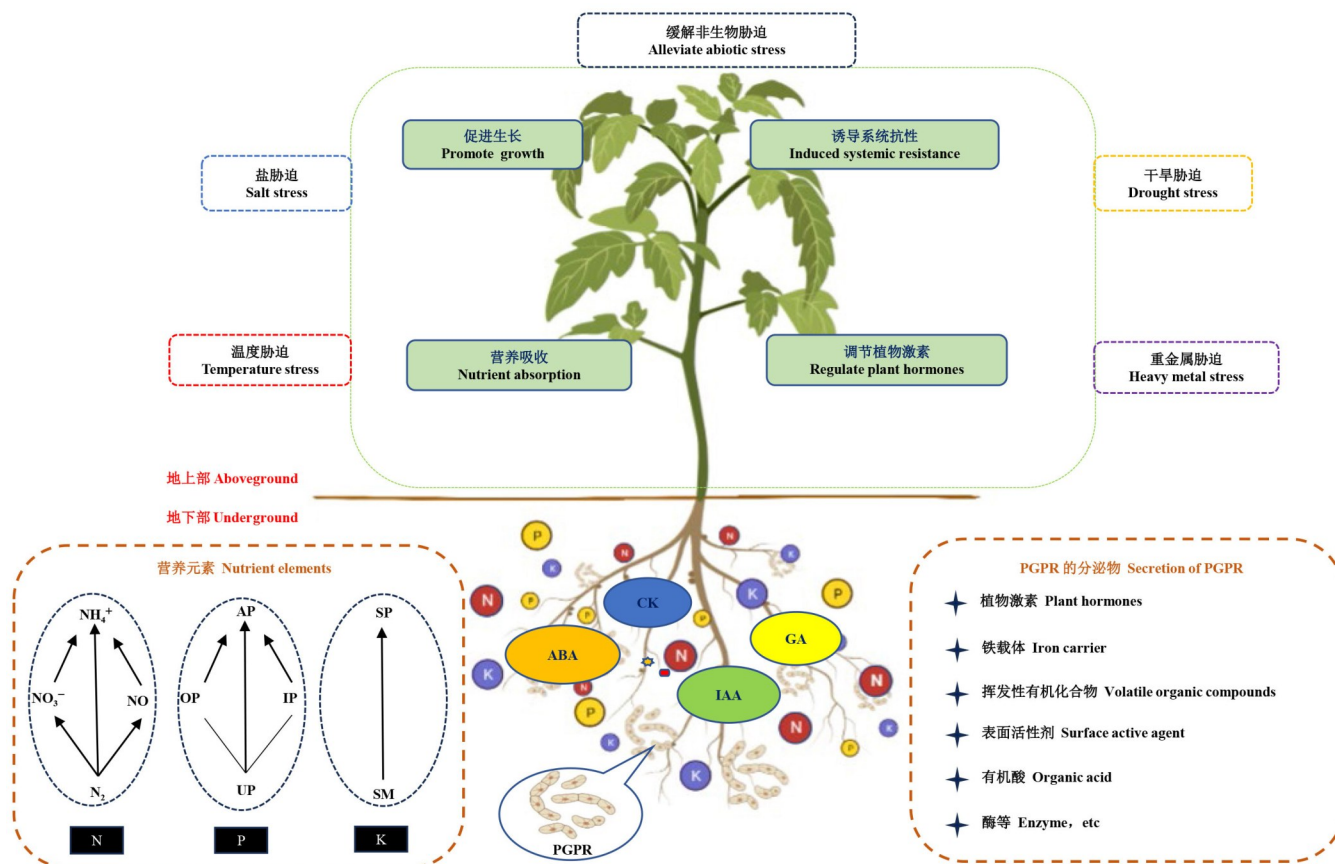 缓解非生物胁迫
Alleviate abiotic stress
促进生长
Promote growth
诱导系统抗性
Induced systemic resistance
盐胁迫
Salt stress
干旱胁迫
Drought stress
温度胁迫
Temperature stress
营养吸收
Nutrient absorption
调节植物激素
Regulate plant hormones
重金属胁迫
Heavy metal stress
地上部 Aboveground
地下部 Underground
营养元素 Nutrient elements
NH₄⁺
NO₃⁻
NO
N₂
N
AP
OP
IP
UP
P
SP
SM
K
P
N
K
N
P
K
P
P
P
N
K
K
N
P
N
K
P
N
K
P
K
CK
ABA
GA
IAA
PGPR
PGPR 的分泌物 Secretion of PGPR
植物激素 Plant hormones
铁载体 Iron carrier
挥发性有机化合物 Volatile organic compounds
表面活性剂 Surface active agent
有机酸 Organic acid
酶等 Enzyme，etc